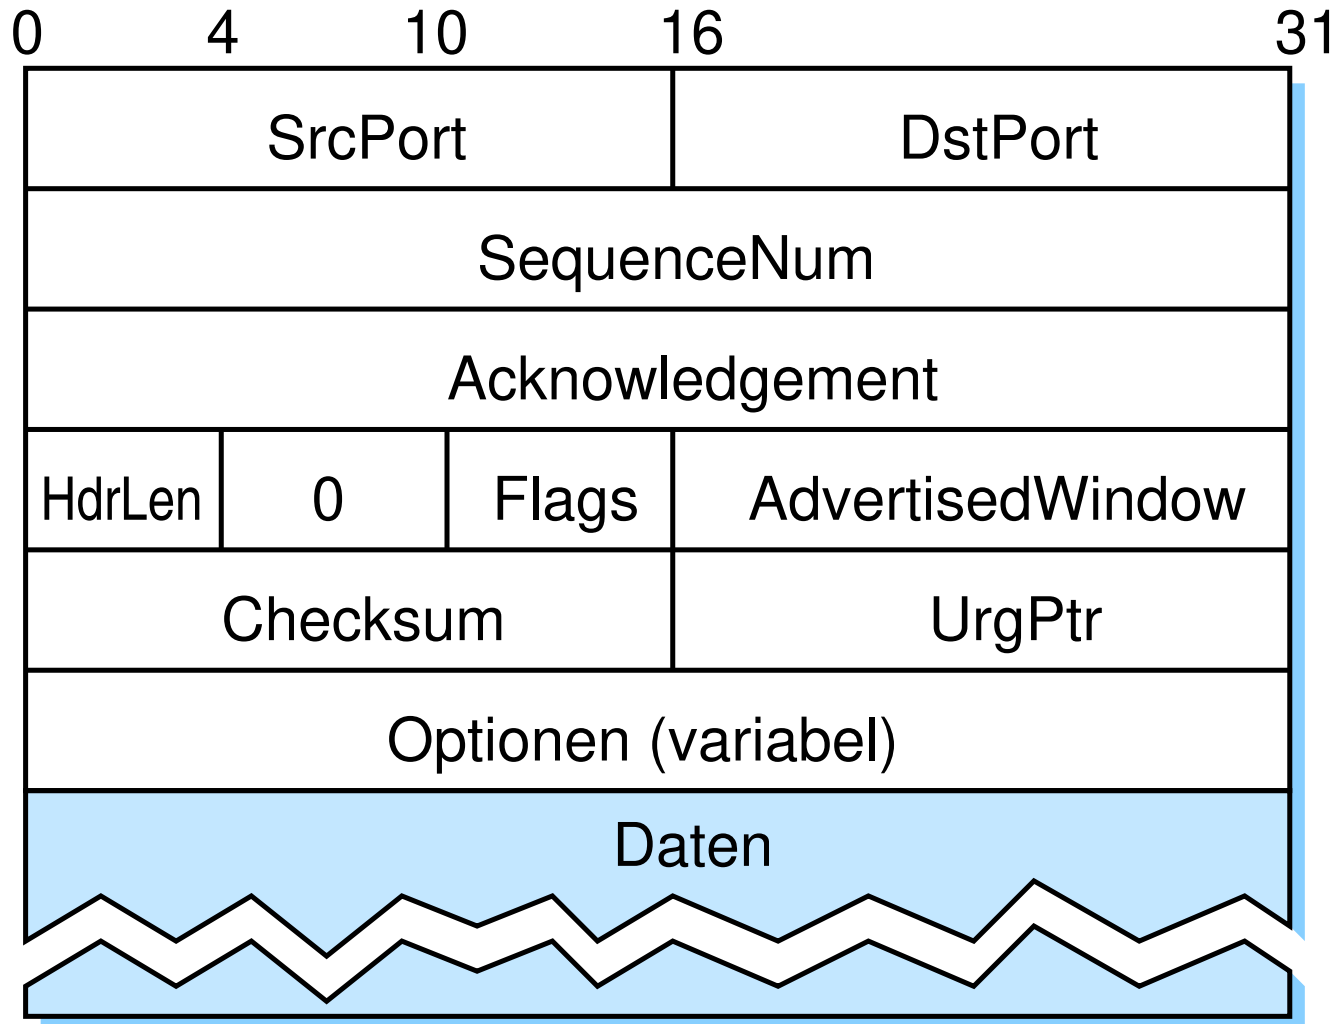 0 4 10 16 31
SrcPort DstPort
SequenceNum
Acknowledgement
HdrLen 0 Flags AdvertisedWindow
Checksum UrgPtr
Optionen (variabel)
Daten